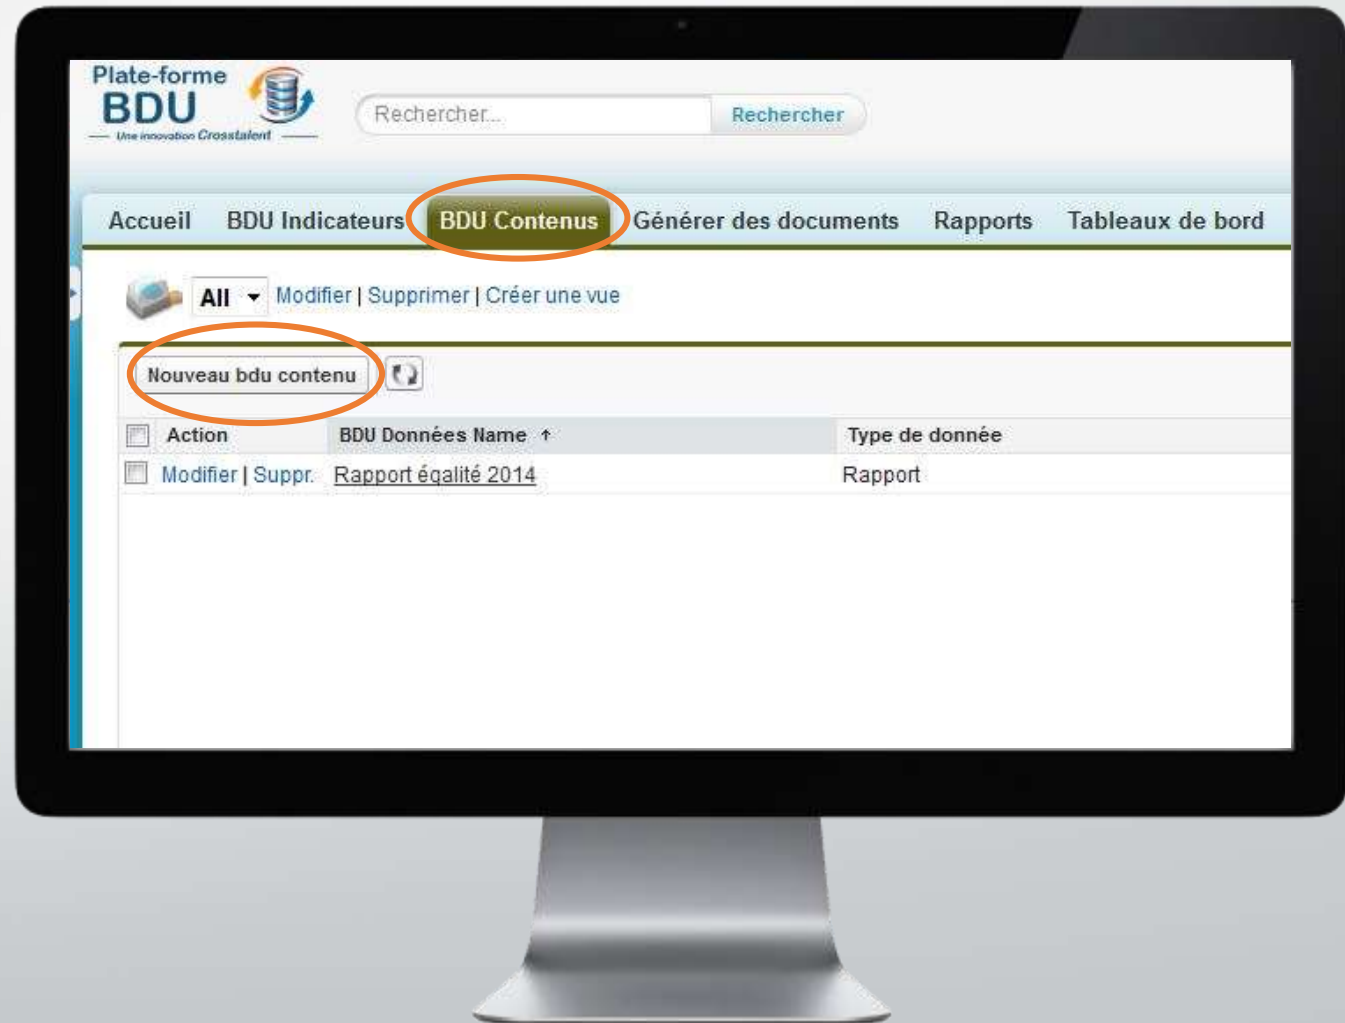 Plate-forme
BDU
Une innovation Crosstalent
Rechercher... Rechercher
Accueil BDU Indicateurs BDU Contenus Générer des documents Rapports Tableaux de bord
All Modifier | Supprimer | Créer une vue
Nouveau bdu contenu
Action BDU Données Name ↑ Type de donnée
Modifier | Suppr. Rapport égalité 2014 Rapport